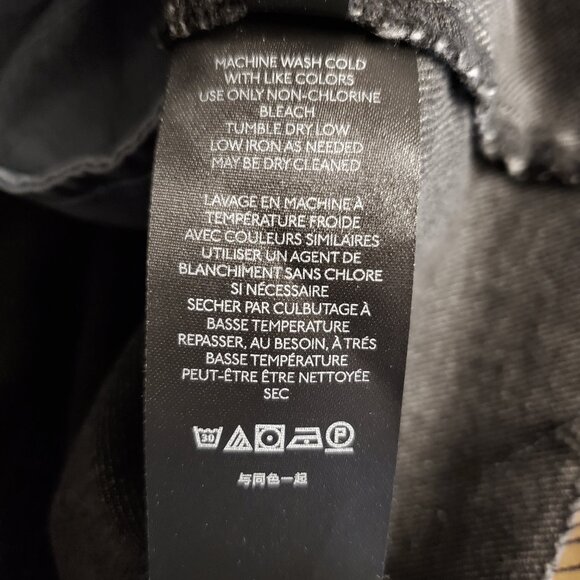 MACHINE WASH COLD
WITH LIKE COLORS
USE ONLY NON-CHLORINE
BLEACH
TUMBLE DRY LOW
LOW IRON AS NEEDED
MAY BE DRY CLEANED
LAVAGE EN MACHINE À
TEMPÉRATURE FROIDE
AVEC COULEURS SIMILAIRES
UTILISER UN AGENT DE
BLANCHIMENT SANS CHLORE
SI NÉCESSAIRE
SECHER PAR CULBUTAGE À
BASSE TEMPERATURE
REPASSER, AU BESOIN, À TRÉS
BASSE TEMPÉRATURE
PEUT-ÊTRE ÊTRE NETTOYÉE
SEC
30 F
与同色一起